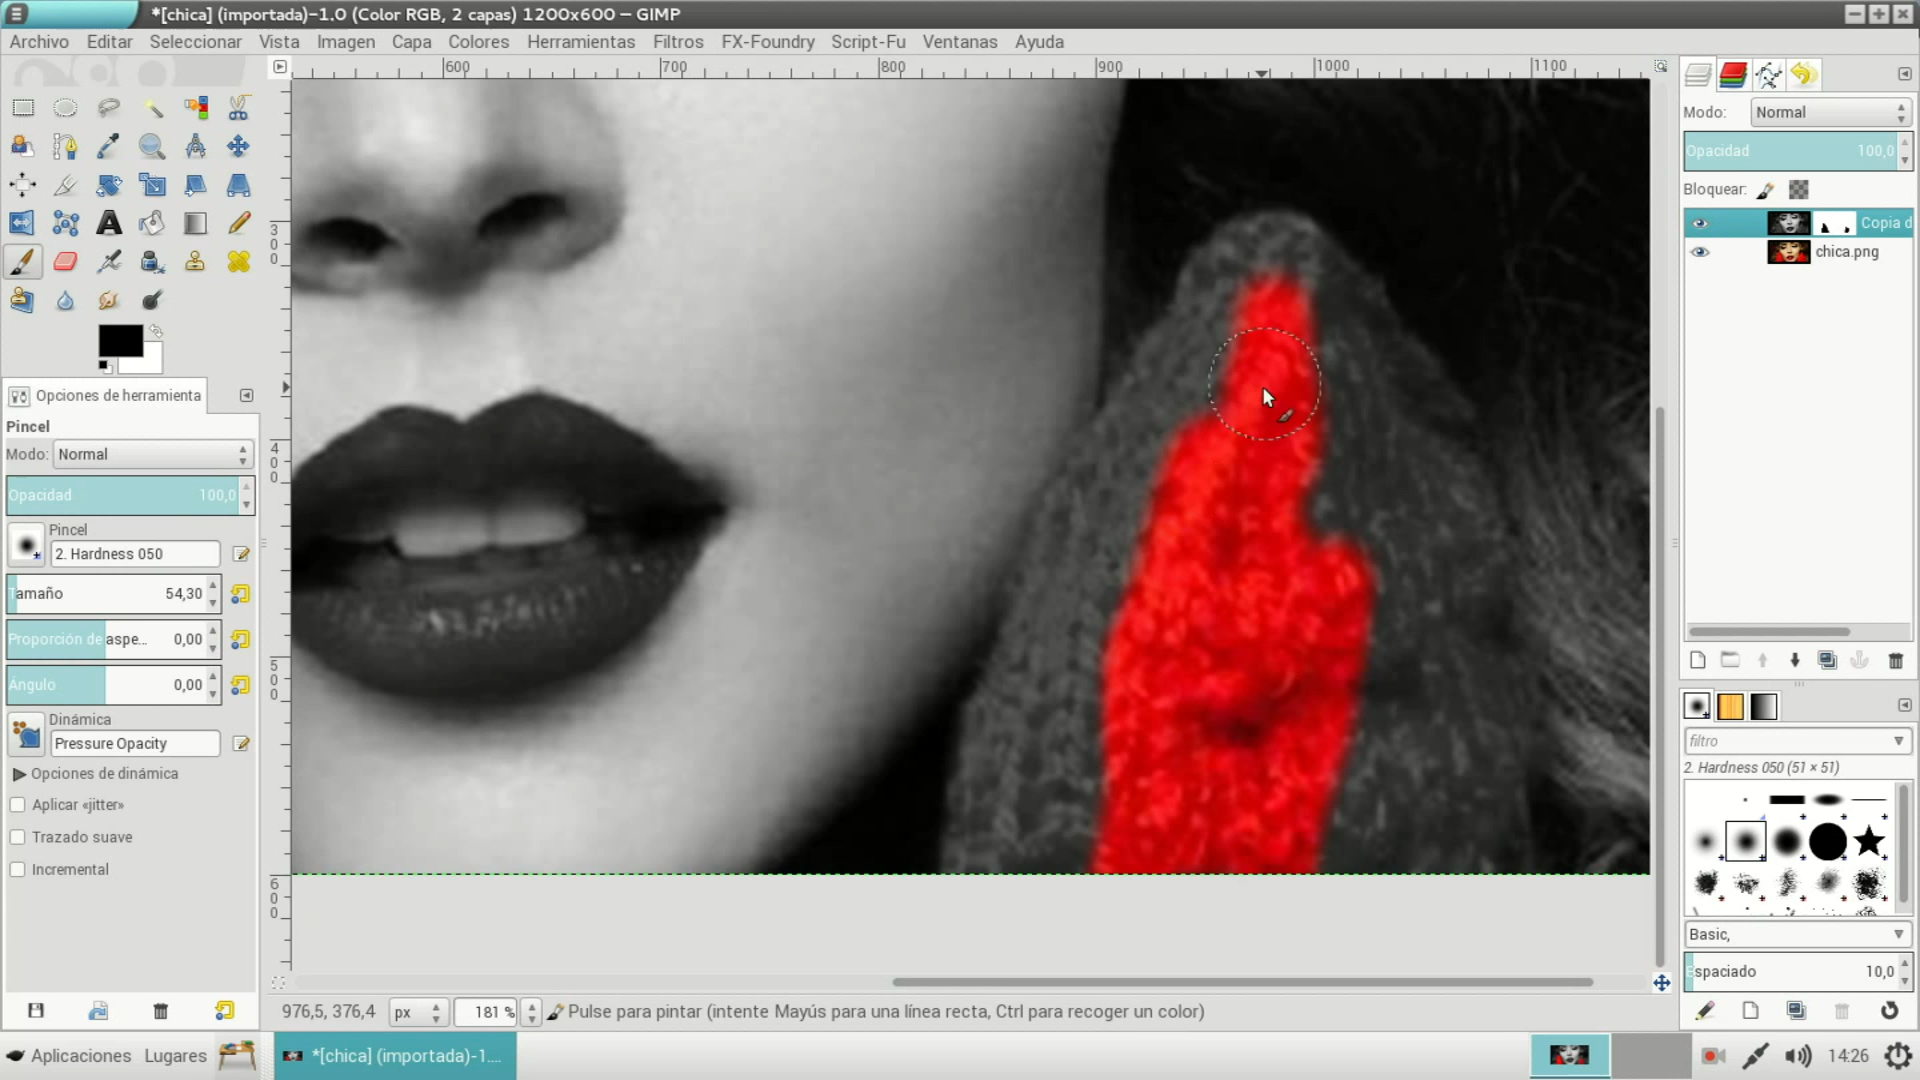 *[chica] (importada)-1.0 (Color RGB, 2 capas) 1200x600 – GIMP
Archivo Editar Seleccionar Vista Imagen Capa Colores Herramientas Filtros FX-Foundry Script-Fu Ventanas Ayuda
600 700 800 900 1000 1100
300
400
500
600
Opciones de herramienta
Pincel
Modo: Normal
Opacidad 100,0
Pincel
2. Hardness 050
Tamaño 54,30
Proporción de aspe... 0,00
Ángulo 0,00
Dinámica
Pressure Opacity
Opciones de dinámica
Aplicar «jitter»
Trazado suave
Incremental
976,5, 376,4 px 181 % Pulse para pintar (intente Mayús para una línea recta, Ctrl para recoger un color)
Modo: Normal
Opacidad 100,0
Bloquear:
Copia d
chica.png
filtro
2. Hardness 050 (51 × 51)
Basic,
Espaciado 10,0
Aplicaciones Lugares *[chica] (importada)-1.... 14:26